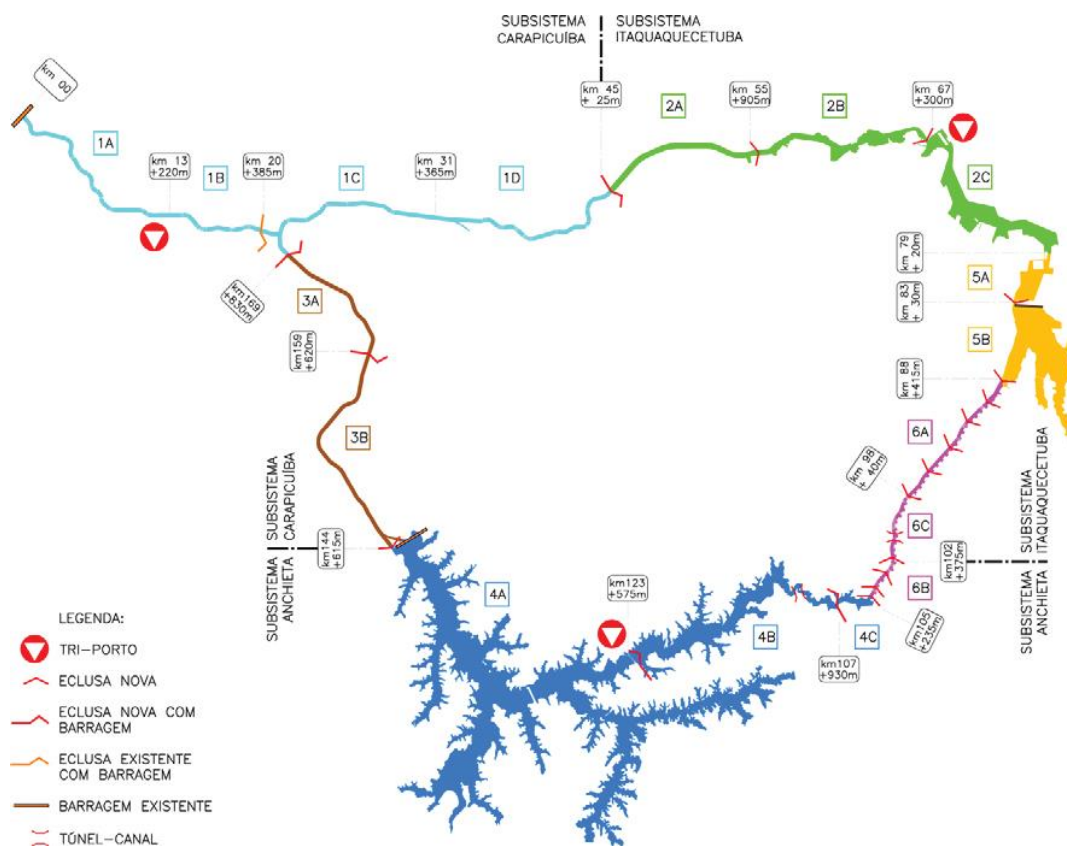 SUBSISTEMA
CARAPICUÍBA
SUBSISTEMA
ITAQUAQUECETUBA
km 00
1A
km 13
+220m
1B
km 20
+385m
1C
km 31
+365m
1D
km 45
+ 25m
2A
km 55
+905m
2B
km 67
+300m
2C
km 79
+ 20m
5A
km 83
+ 30m
5B
km 88
+415m
6A
km 98
+ 40m
6C
km102
+375m
6B
SUBSISTEMA
ITAQUAQUECETUBA
SUBSISTEMA
ANCHIETA
km105
+235m
4C
km107
+930m
4B
km123
+575m
4A
km144
+615m
SUBSISTEMA
CARAPICUÍBA
SUBSISTEMA
ANCHIETA
3B
km159
+620m
3A
km169
+830m
LEGENDA:
TRI-PORTO
ECLUSA NOVA
ECLUSA NOVA COM
BARRAGEM
ECLUSA EXISTENTE
COM BARRAGEM
BARRAGEM EXISTENTE
TÚNEL-CANAL